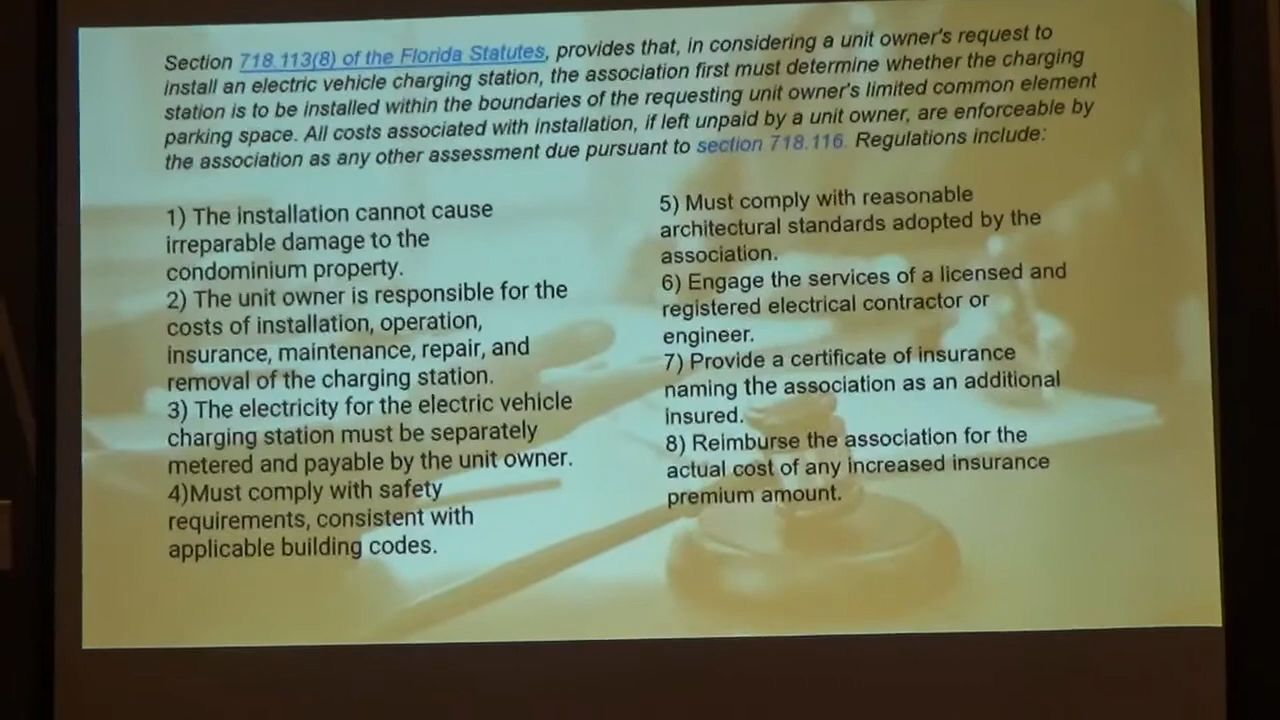 Section 718.113(8) of the Florida Statutes, provides that, in considering a unit owner's request to
install an electric vehicle charging station, the association first must determine whether the charging
station is to be installed within the boundaries of the requesting unit owner's limited common element
parking space. All costs associated with installation, if left unpaid by a unit owner, are enforceable by
the association as any other assessment due pursuant to section 718.116. Regulations include:
1) The installation cannot cause
irreparable damage to the
condominium property.
2) The unit owner is responsible for the
costs of installation, operation,
insurance, maintenance, repair, and
removal of the charging station.
3) The electricity for the electric vehicle
charging station must be separately
metered and payable by the unit owner.
4)Must comply with safety
requirements, consistent with
applicable building codes.
5) Must comply with reasonable
architectural standards adopted by the
association.
6) Engage the services of a licensed and
registered electrical contractor or
engineer.
7) Provide a certificate of insurance
naming the association as an additional
insured.
8) Reimburse the association for the
actual cost of any increased insurance
premium amount.